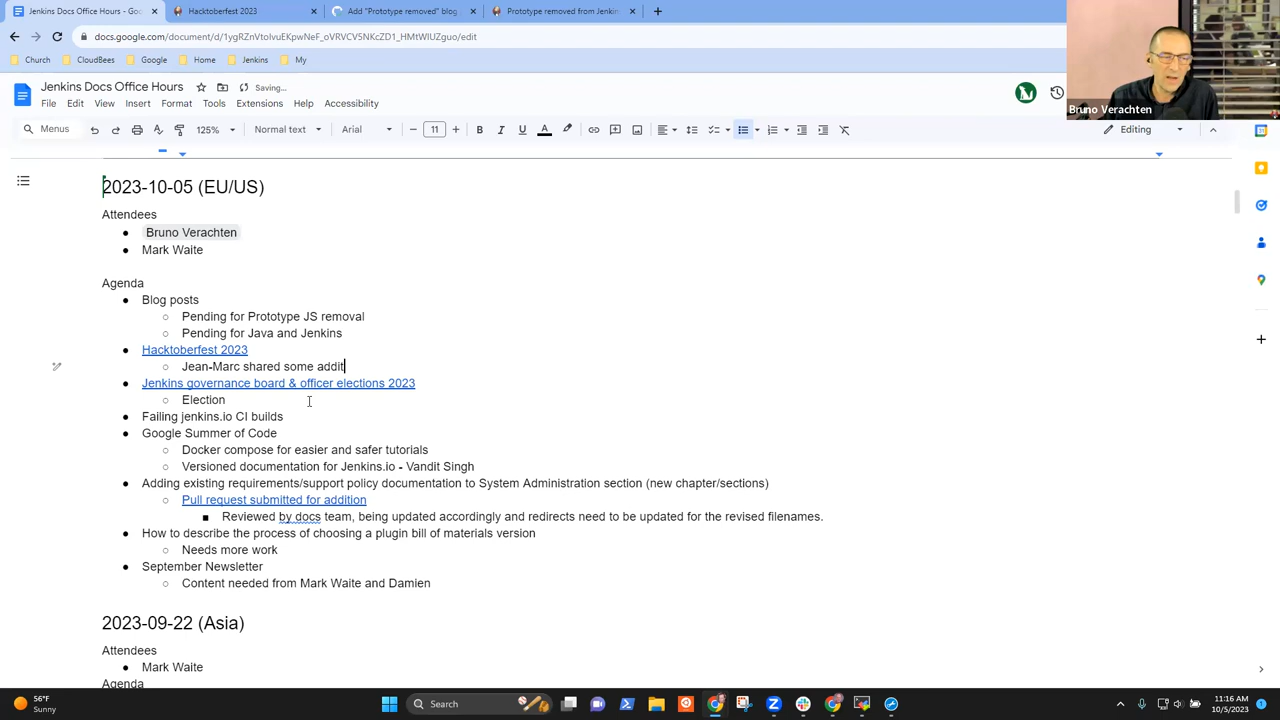 Hacktoberfest 2023
Add "Prototype removed" blog
Prototype removed from Jenkin
docs.google.com/document/d/1ygRZnVtoIvuEKpwNeF_oVRVCV5NKcZD1_HMtWIUZguo/edit
Church
CloudBees
Google
Home
Jenkins
My
Jenkins Docs Office Hours
Saving...
File Edit View Insert Format Tools Extensions Help Accessibility
Bruno Verachten
Menus
125%
Normal text
Arial
11
Editing
2023-10-05 (EU/US)
Attendees
Bruno Verachten
Mark Waite
Agenda
Blog posts
Pending for Prototype JS removal
Pending for Java and Jenkins
Hacktoberfest 2023
Jean-Marc shared some addit
Jenkins governance board & officer elections 2023
Election
Failing jenkins.io CI builds
Google Summer of Code
Docker compose for easier and safer tutorials
Versioned documentation for Jenkins.io - Vandit Singh
Adding existing requirements/support policy documentation to System Administration section (new chapter/sections)
Pull request submitted for addition
Reviewed by docs team, being updated accordingly and redirects need to be updated for the revised filenames.
How to describe the process of choosing a plugin bill of materials version
Needs more work
September Newsletter
Content needed from Mark Waite and Damien
2023-09-22 (Asia)
Attendees
Mark Waite
Agenda
56°F
Sunny
Search
11:16 AM
10/5/2023